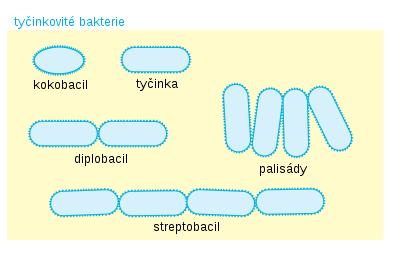 tyčinkovité bakterie
kokobacil
tyčinka
diplobacil
palisády
streptobacil